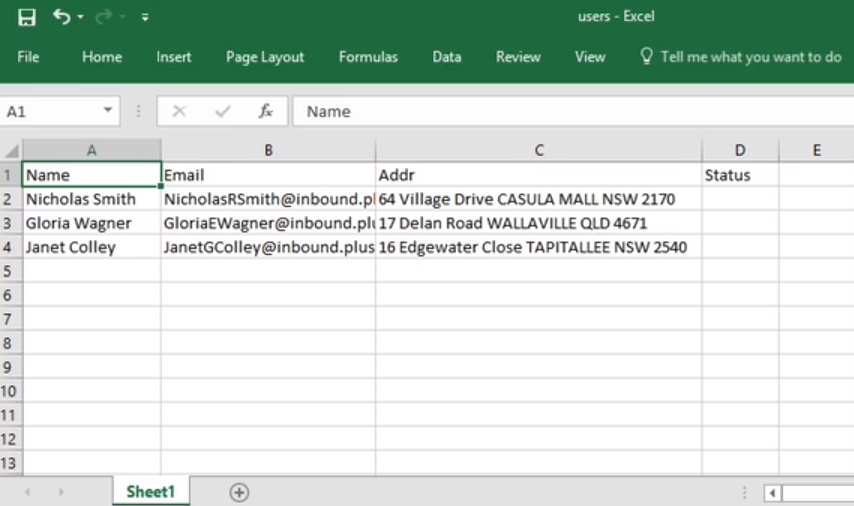 users - Excel
File Home Insert Page Layout Formulas Data Review View Tell me what you want to do
A1 fx Name
A B C D E
1 Name Email Addr Status
2 Nicholas Smith NicholasRSmith@inbound.pl 64 Village Drive CASULA MALL NSW 2170
3 Gloria Wagner GloriaEWagner@inbound.plu 17 Delan Road WALLAVILLE QLD 4671
4 Janet Colley JanetGColley@inbound.plus 16 Edgewater Close TAPITALLEE NSW 2540
5
6
7
8
9
10
11
12
13
Sheet1